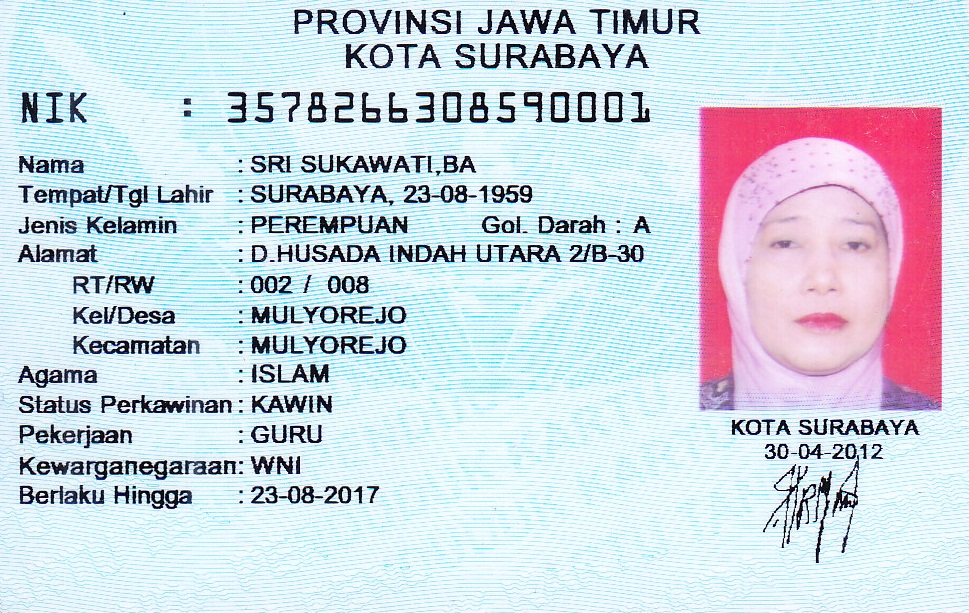 PROVINSI JAWA TIMUR
KOTA SURABAYA
NIK : 3578266308590001
Nama : SRI SUKAWATI,BA
Tempat/Tgl Lahir : SURABAYA, 23-08-1959
Jenis Kelamin : PEREMPUAN Gol. Darah : A
Alamat : D.HUSADA INDAH UTARA 2/B-30
RT/RW : 002 / 008
Kel/Desa : MULYOREJO
Kecamatan : MULYOREJO
Agama : ISLAM
Status Perkawinan : KAWIN
Pekerjaan : GURU
Kewarganegaraan: WNI
Berlaku Hingga : 23-08-2017
KOTA SURABAYA
30-04-2012